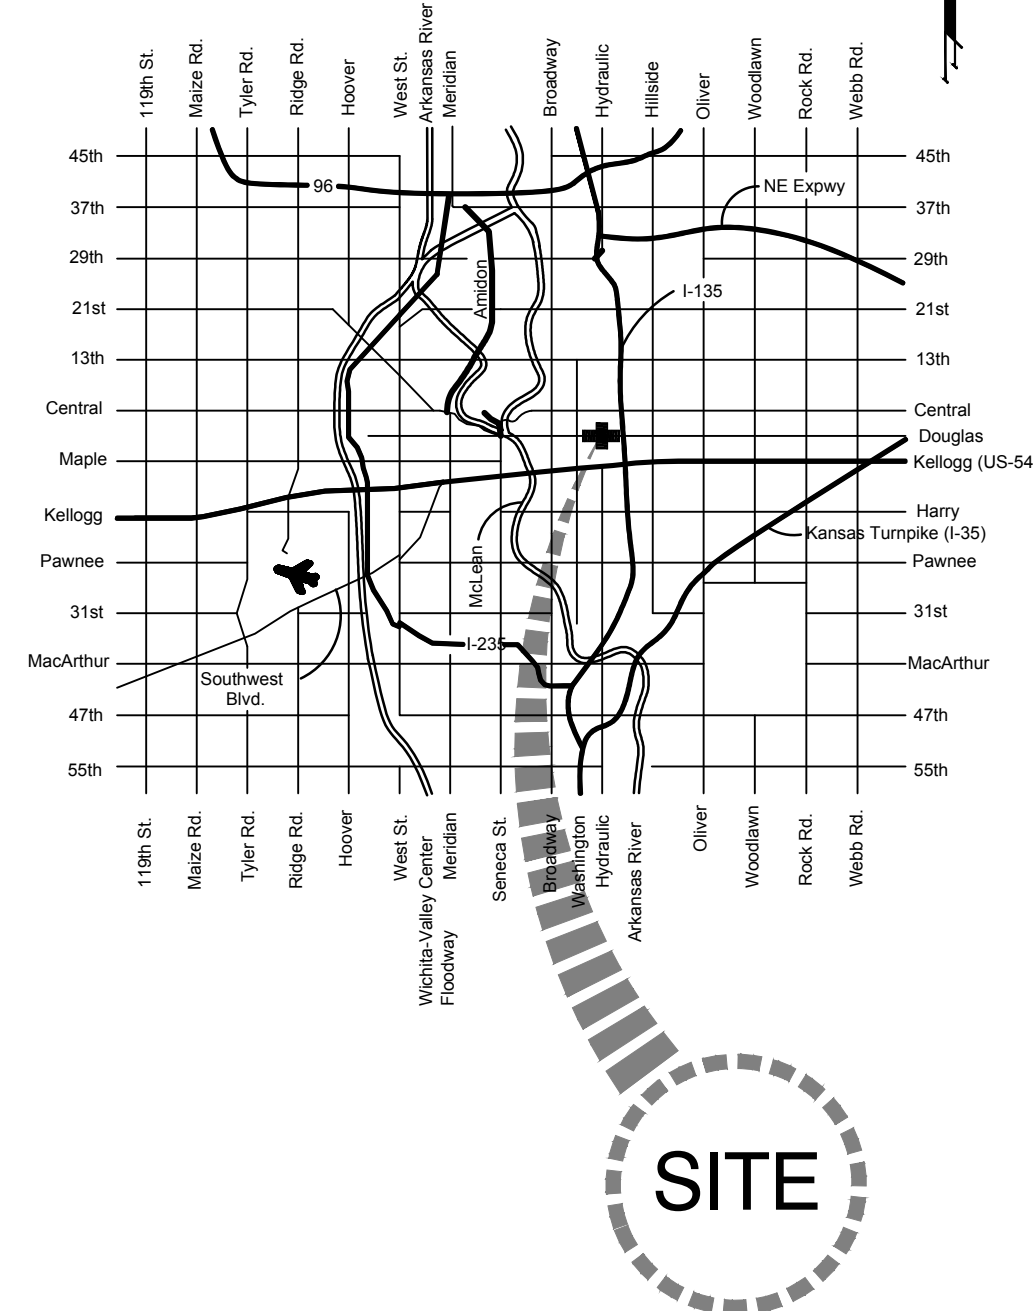 119th St.
Maize Rd.
Tyler Rd.
Ridge Rd.
Hoover
West St.
Arkansas River
Meridian
Broadway
Hydraulic
Hillside
Oliver
Woodlawn
Rock Rd.
Webb Rd.
45th
45th
96
NE Expwy
37th
37th
29th
29th
Amidon
I-135
21st
21st
13th
13th
Central
Central
Douglas
Maple
Kellogg (US-54
Kellogg
Harry
Kansas Turnpike (I-35)
Pawnee
Pawnee
McLean
31st
31st
I-235
MacArthur
MacArthur
Southwest
Blvd.
47th
47th
55th
55th
119th St.
Maize Rd.
Tyler Rd.
Ridge Rd.
Hoover
West St.
Wichita-Valley Center
Floodway
Meridian
Seneca St.
Broadway
Washington
Hydraulic
Arkansas River
Oliver
Woodlawn
Rock Rd.
Webb Rd.
SITE